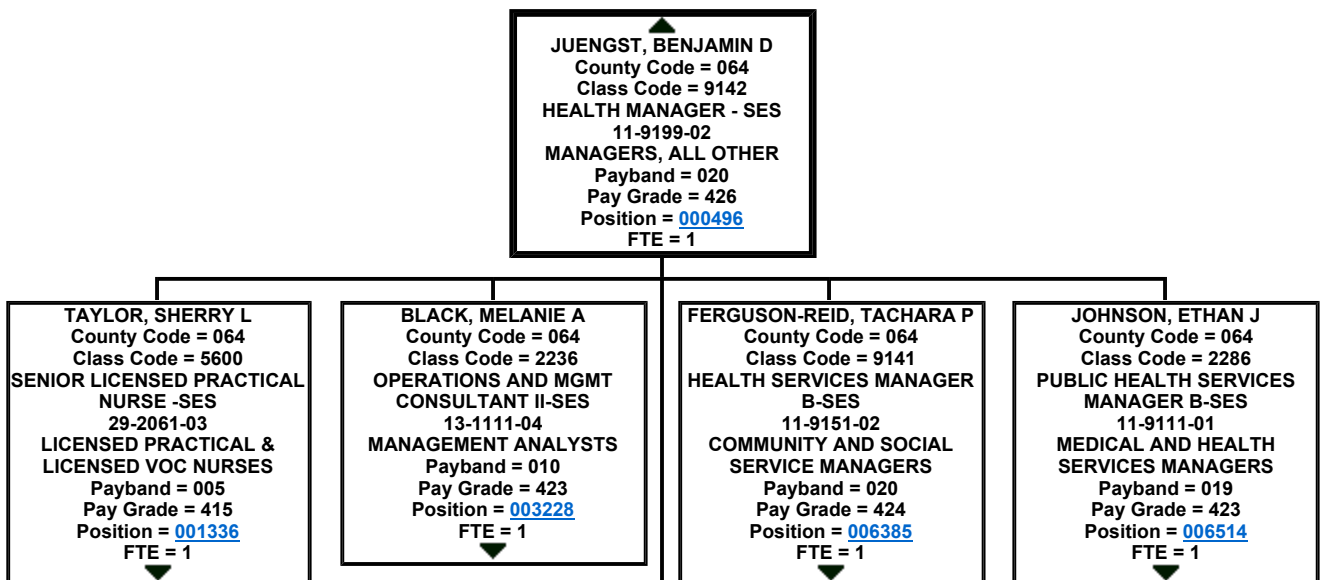 JUENGST, BENJAMIN D
County Code = 064
Class Code = 9142
HEALTH MANAGER - SES
11-9199-02
MANAGERS, ALL OTHER
Payband = 020
Pay Grade = 426
Position = 000496
FTE = 1
TAYLOR, SHERRY L
County Code = 064
Class Code = 5600
SENIOR LICENSED PRACTICAL
NURSE -SES
29-2061-03
LICENSED PRACTICAL &
LICENSED VOC NURSES
Payband = 005
Pay Grade = 415
Position = 001336
FTE = 1
BLACK, MELANIE A
County Code = 064
Class Code = 2236
OPERATIONS AND MGMT
CONSULTANT II-SES
13-1111-04
MANAGEMENT ANALYSTS
Payband = 010
Pay Grade = 423
Position = 003228
FTE = 1
FERGUSON-REID, TACHARA P
County Code = 064
Class Code = 9141
HEALTH SERVICES MANAGER
B-SES
11-9151-02
COMMUNITY AND SOCIAL
SERVICE MANAGERS
Payband = 020
Pay Grade = 424
Position = 006385
FTE = 1
JOHNSON, ETHAN J
County Code = 064
Class Code = 2286
PUBLIC HEALTH SERVICES
MANAGER B-SES
11-9111-01
MEDICAL AND HEALTH
SERVICES MANAGERS
Payband = 019
Pay Grade = 423
Position = 006514
FTE = 1